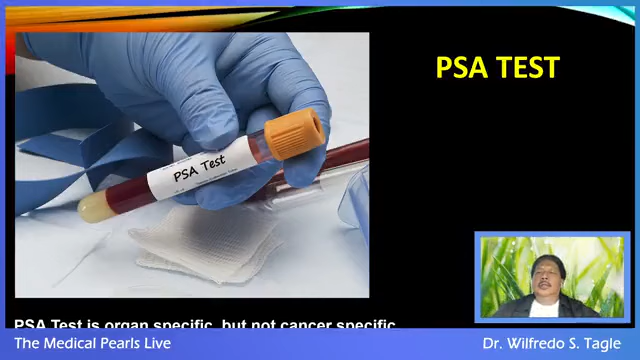 PSA TEST
PSA Test
PSA Test is organ specific, but not cancer specific
The Medical Pearls Live
Dr. Wilfredo S. Tagle